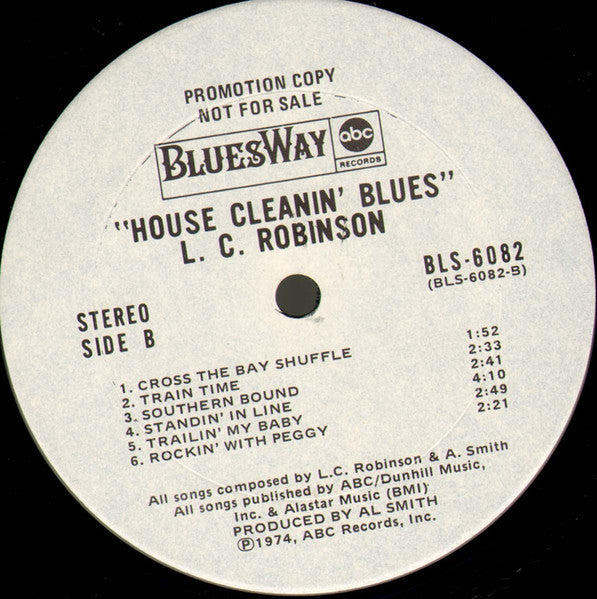 PROMOTION COPY
NOT FOR SALE
BLUESWAY abc RECORDS
"HOUSE CLEANIN' BLUES"
L. C. ROBINSON
BLS-6082
(BLS-6082-B)
STEREO
SIDE B
1. CROSS THE BAY SHUFFLE 1:52
2. TRAIN TIME 2:33
3. SOUTHERN BOUND 2:41
4. STANDIN' IN LINE 4:10
5. TRAILIN' MY BABY 2:49
6. ROCKIN' WITH PEGGY 2:21
All songs composed by L.C. Robinson & A. Smith
All songs published by ABC/Dunhill Music,
Inc. & Alastar Music (BMI)
PRODUCED BY AL SMITH
Ⓟ1974, ABC Records, Inc.